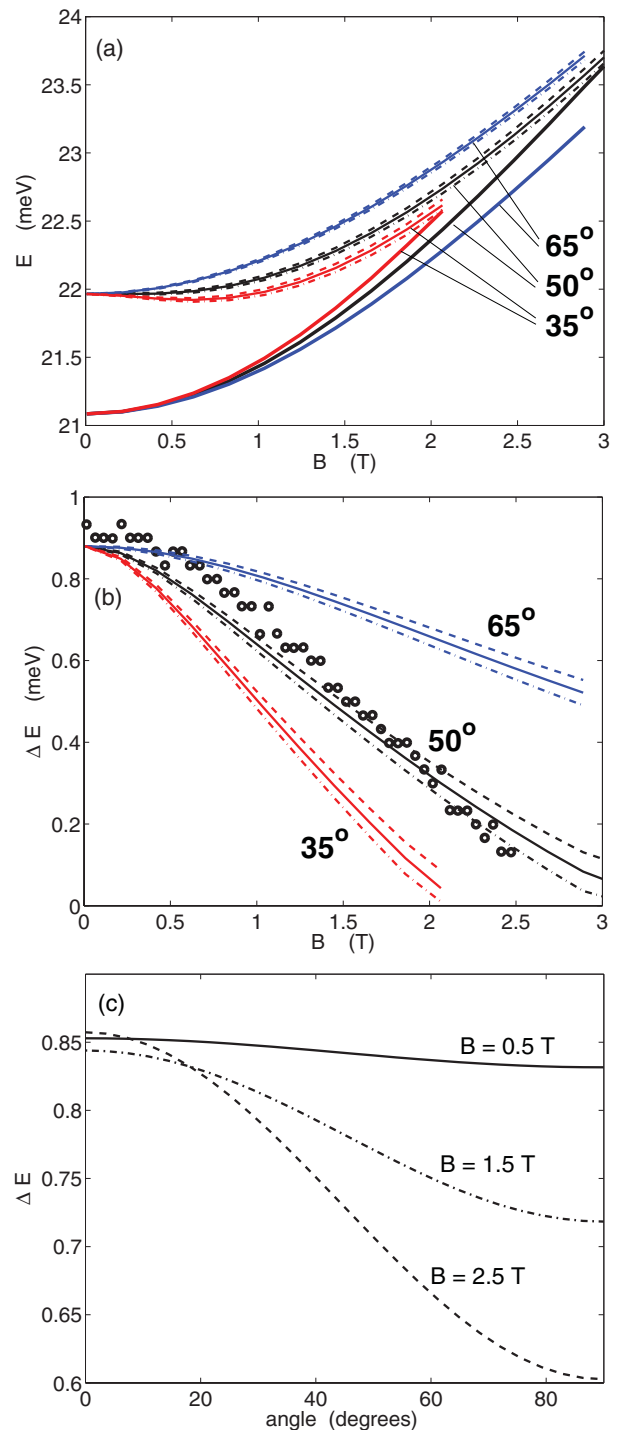 (a)
24
23.5
23
22.5
22
21.5
21
E (meV)
65°
50°
35°
0 0.5 1 1.5 2 2.5 3
B (T)
1
0.8
0.6
0.4
0.2
0
Δ E (meV)
(b)
65°
50°
35°
0 0.5 1 1.5 2 2.5 3
B (T)
(c)
0.85
0.8
0.75
0.7
0.65
0.6
Δ E
B = 0.5 T
B = 1.5 T
B = 2.5 T
0 20 40 60 80
angle (degrees)